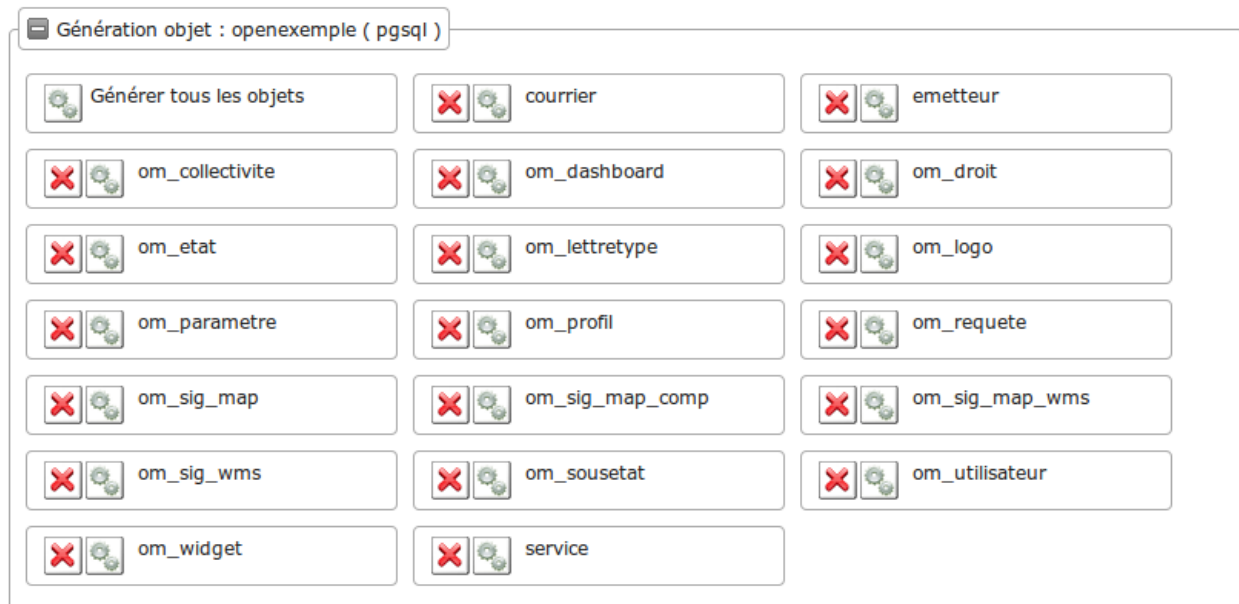 Génération objet : openexemple ( pgsql )
Générer tous les objets
courrier
emetteur
om_collectivite
om_dashboard
om_droit
om_etat
om_lettretype
om_logo
om_parametre
om_profil
om_requete
om_sig_map
om_sig_map_comp
om_sig_map_wms
om_sig_wms
om_sousetat
om_utilisateur
om_widget
service